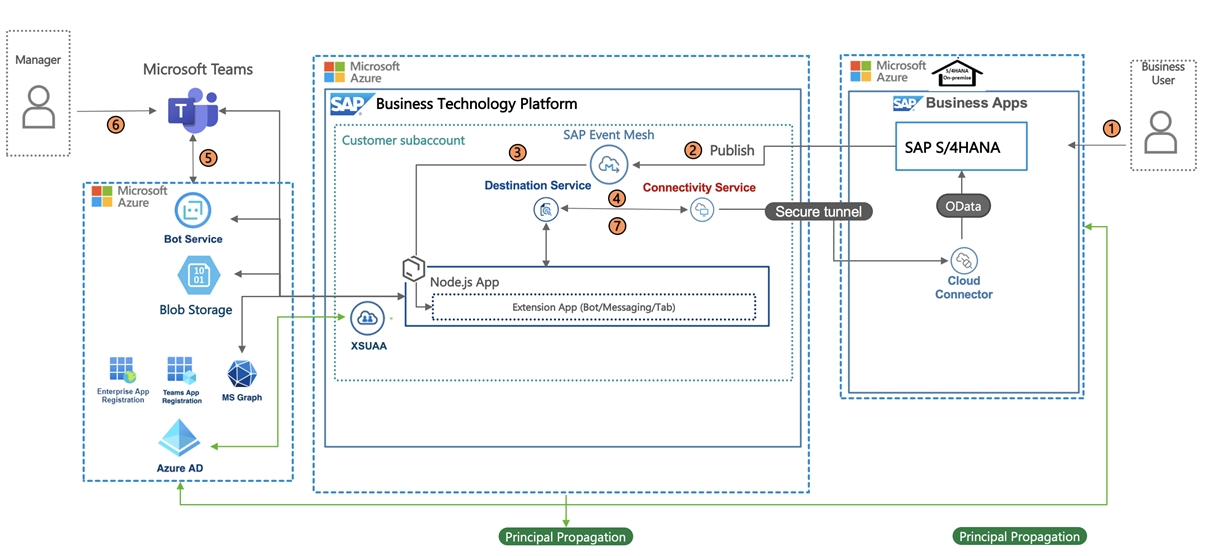 Manager
6
Microsoft Teams
T
5
Microsoft
Azure
Bot Service
10
01
Blob Storage
Enterprise App
Registration
Teams App
Registration
MS Graph
Azure AD
Microsoft
Azure
SAP Business Technology Platform
Customer subaccount
SAP Event Mesh
3
2 Publish
M
Destination Service
4
Connectivity Service
7
Secure tunnel
Node.js App
Extension App (Bot/Messaging/Tab)
XSUAA
Microsoft
Azure
S/4HANA
On-premise
SAP Business Apps
SAP S/4HANA
OData
Cloud
Connector
Business
User
1
Principal Propagation
Principal Propagation